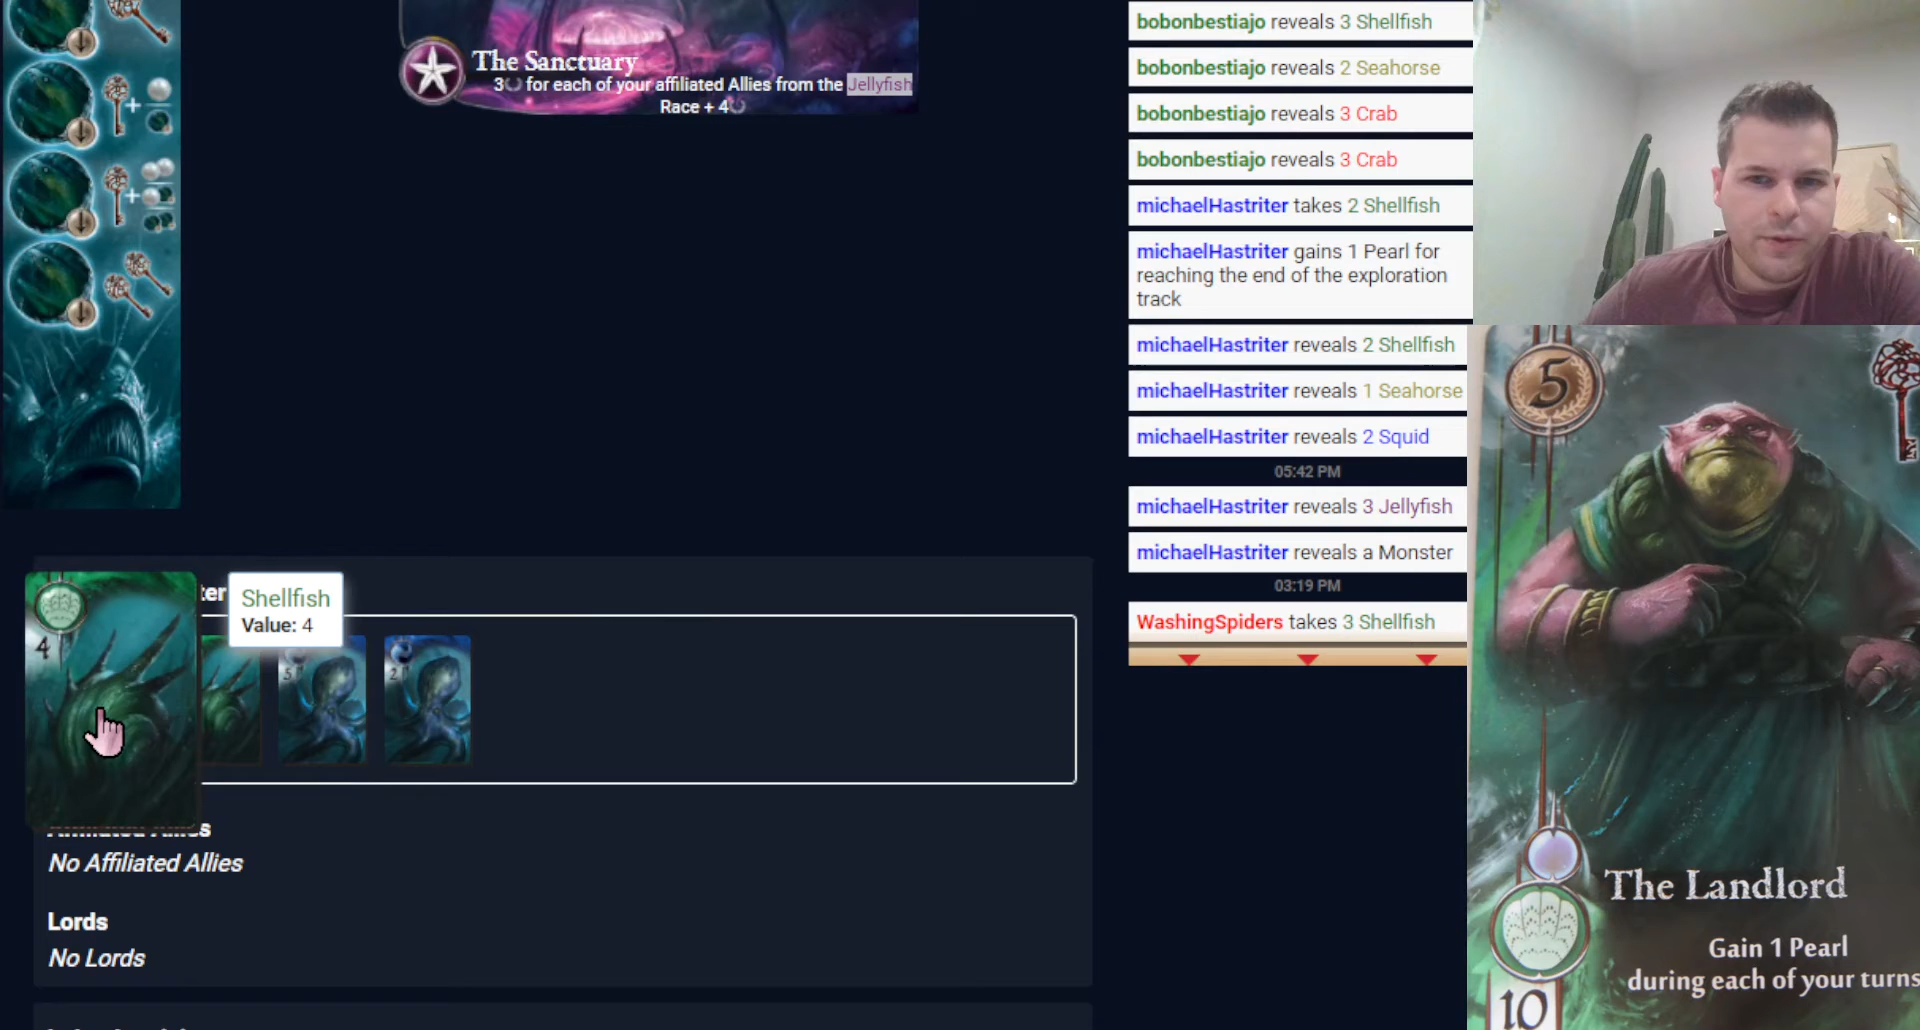 The Sanctuary
3 for each of your affiliated Allies from the Jellyfish
Race + 4
bobonbestiajo reveals 3 Shellfish
bobonbestiajo reveals 2 Seahorse
bobonbestiajo reveals 3 Crab
bobonbestiajo reveals 3 Crab
michaelHastriter takes 2 Shellfish
michaelHastriter gains 1 Pearl for
reaching the end of the exploration
track
michaelHastriter reveals 2 Shellfish
michaelHastriter reveals 1 Seahorse
michaelHastriter reveals 2 Squid
05:42 PM
michaelHastriter reveals 3 Jellyfish
michaelHastriter reveals a Monster
03:19 PM
WashingSpiders takes 3 Shellfish
ter
Shellfish
Value: 4
4
5
2
No Affiliated Allies
Lords
No Lords
5
The Landlord
Gain 1 Pearl
during each of your turns
10